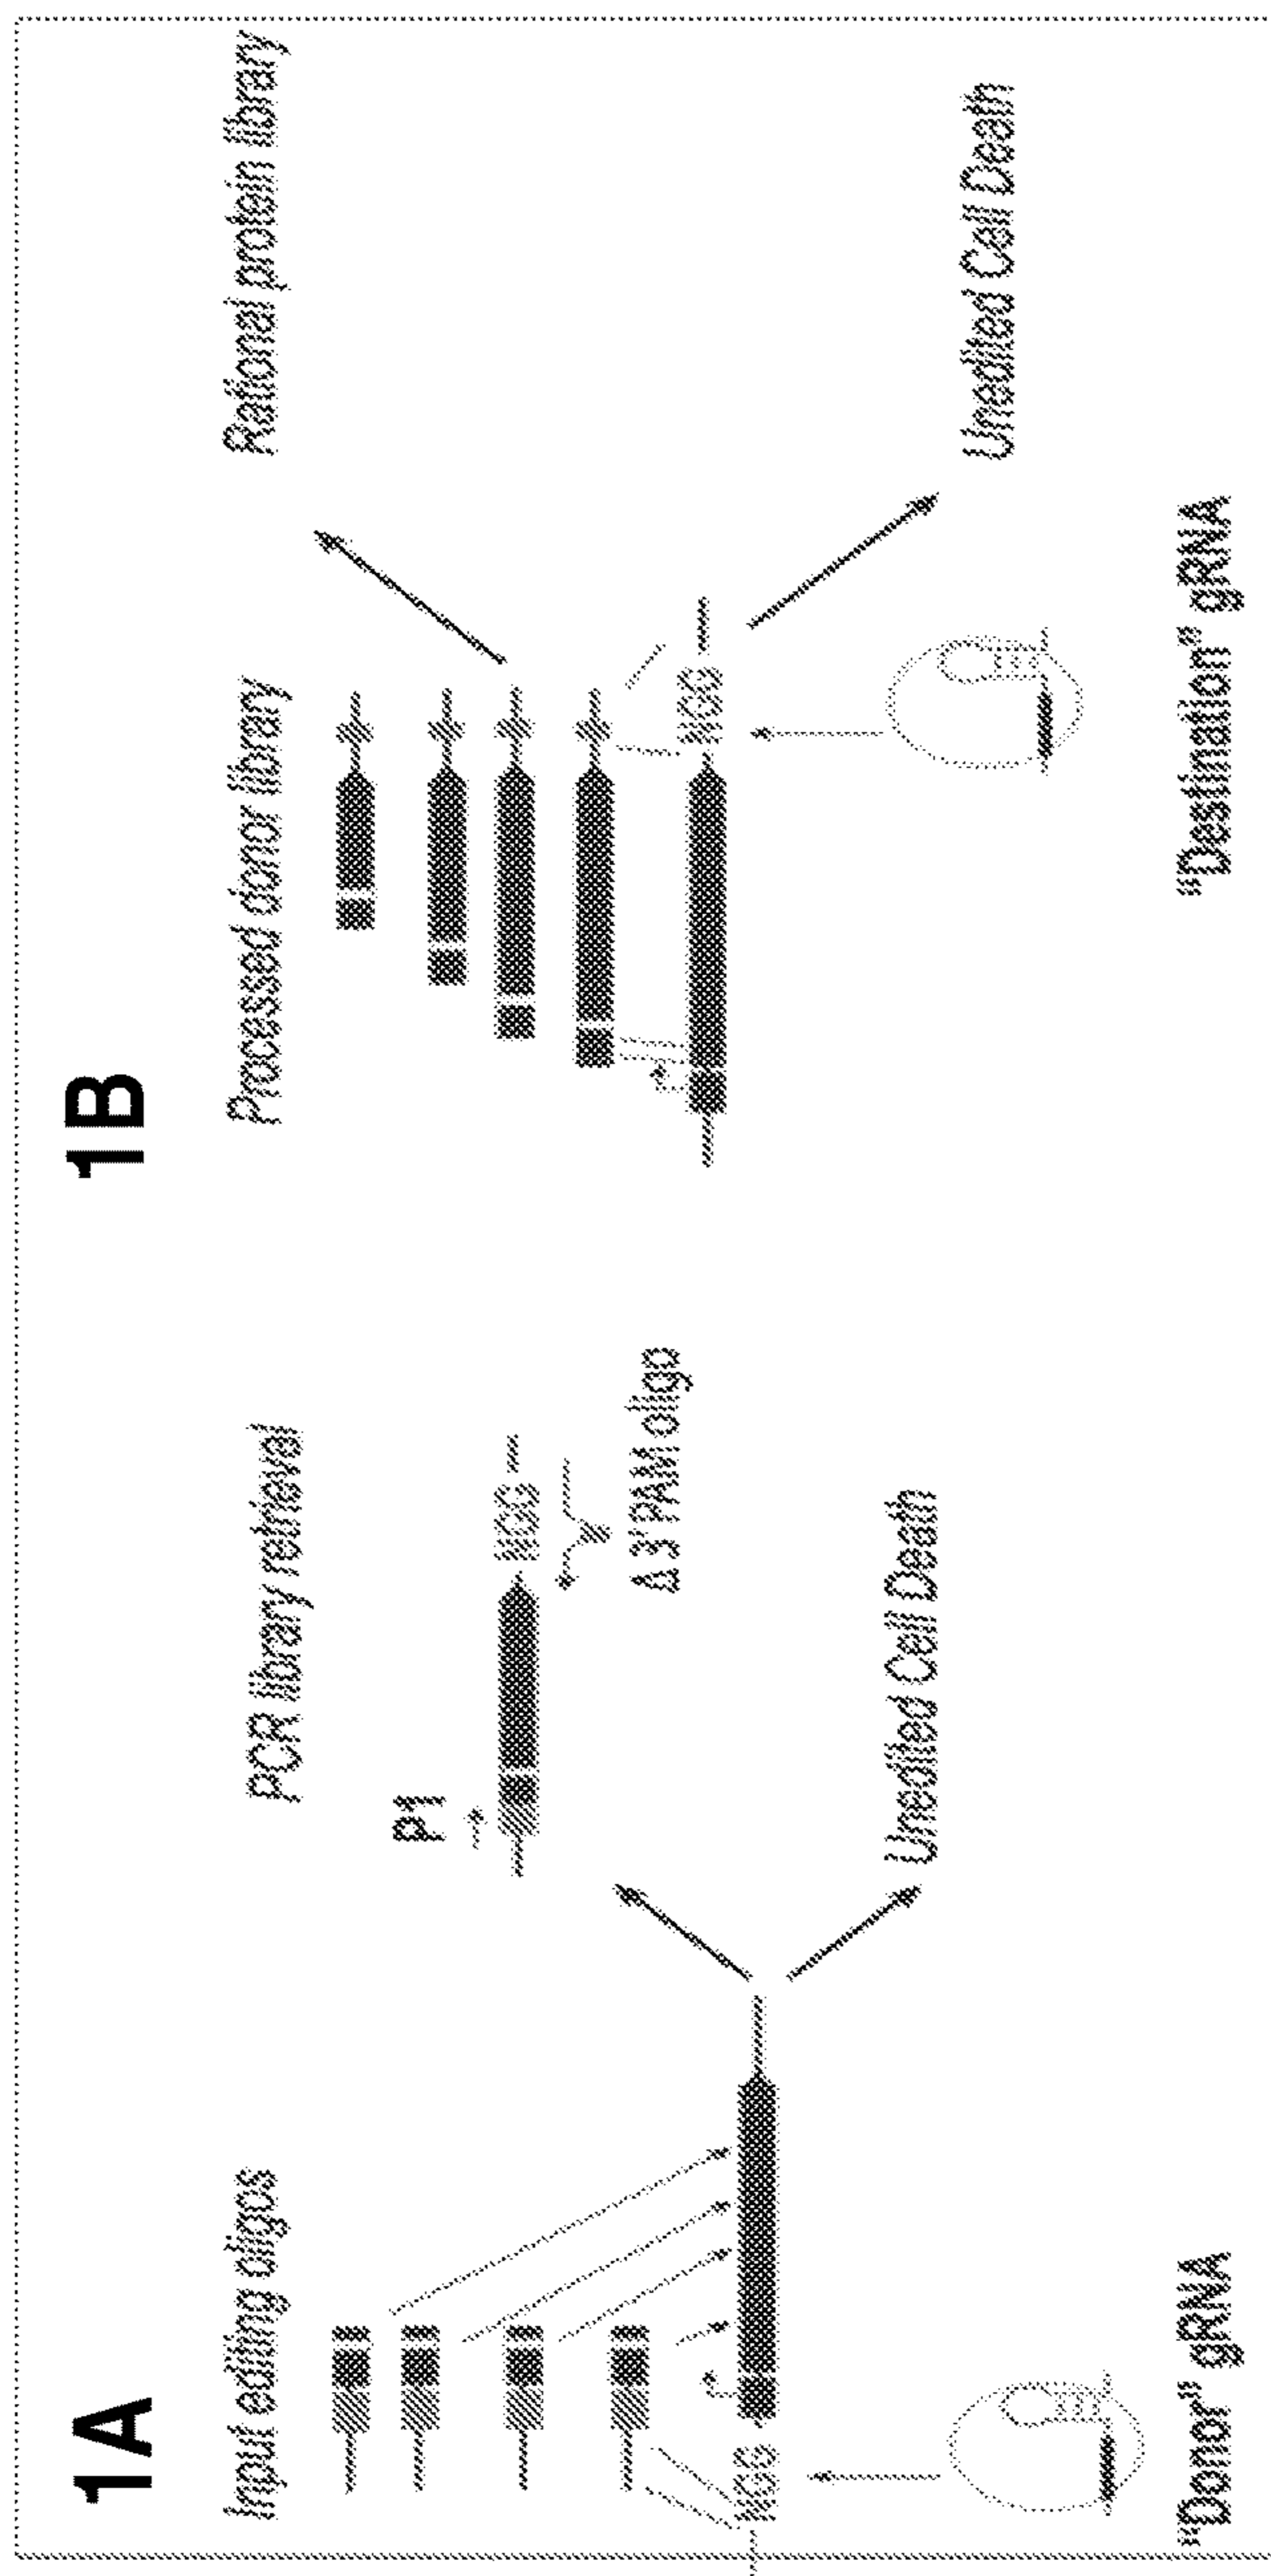 1A
Input editing oligos
NGG
"Donor" gRNA
PCR library retrieval
P1
NGG
Δ 3' PAM oligo
Unedited Cell Death
1B
Processed donor library
NGG
"Destination" gRNA
Rational protein library
Unedited Cell Death